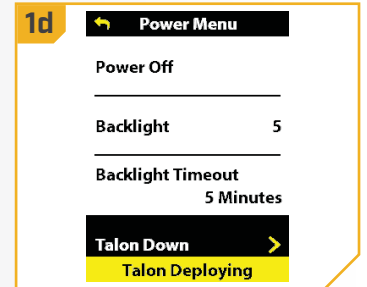 1d
Power Menu
Power Off
Backlight 5
Backlight Timeout
5 Minutes
Talon Down
Talon Deploying